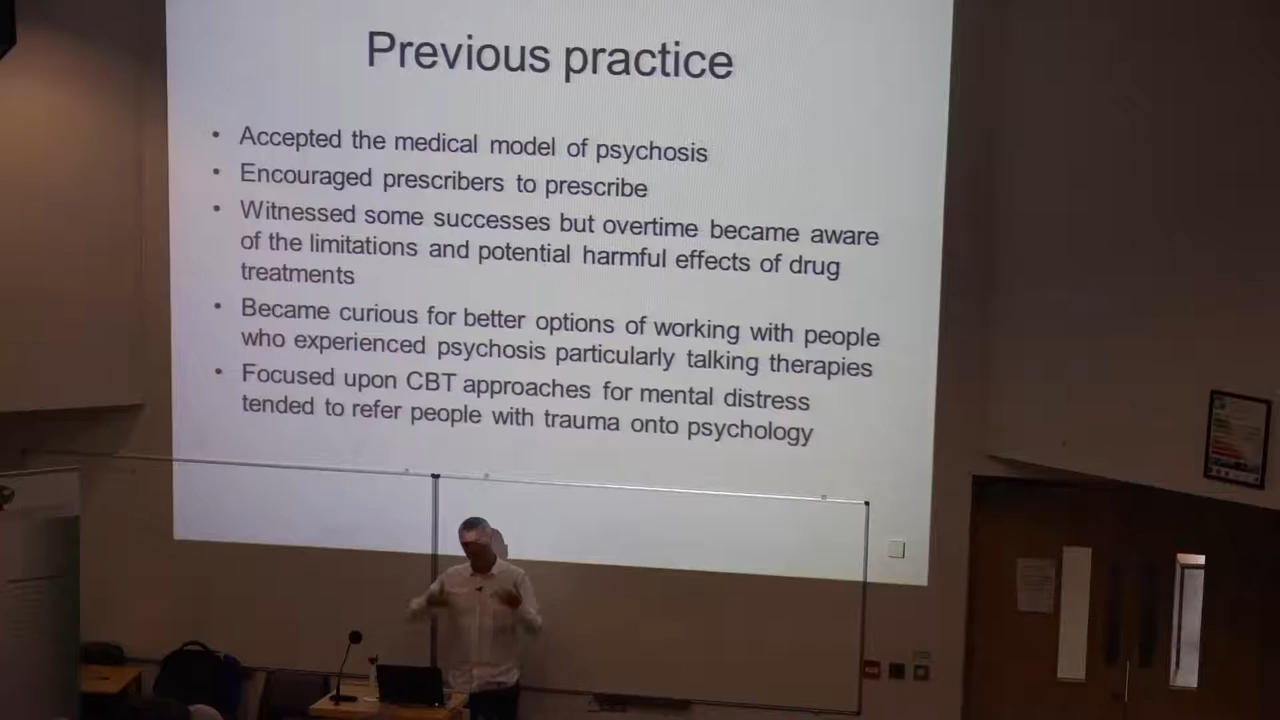 Previous practice
• Accepted the medical model of psychosis
• Encouraged prescribers to prescribe
• Witnessed some successes but overtime became aware
of the limitations and potential harmful effects of drug
treatments
• Became curious for better options of working with people
who experienced psychosis particularly talking therapies
• Focused upon CBT approaches for mental distress
tended to refer people with trauma onto psychology